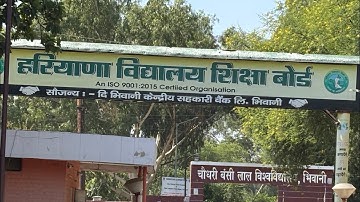 हरियाणा विद्यालय शिक्षा बोर्ड
An ISO 9001:2015 Certified Organisation
सौजन्य : - दि भिवानी केन्द्रीय सहकारी बैंक लि., भिवानी
चौधरी बंसी लाल विश्वविद्यालय, भिवानी